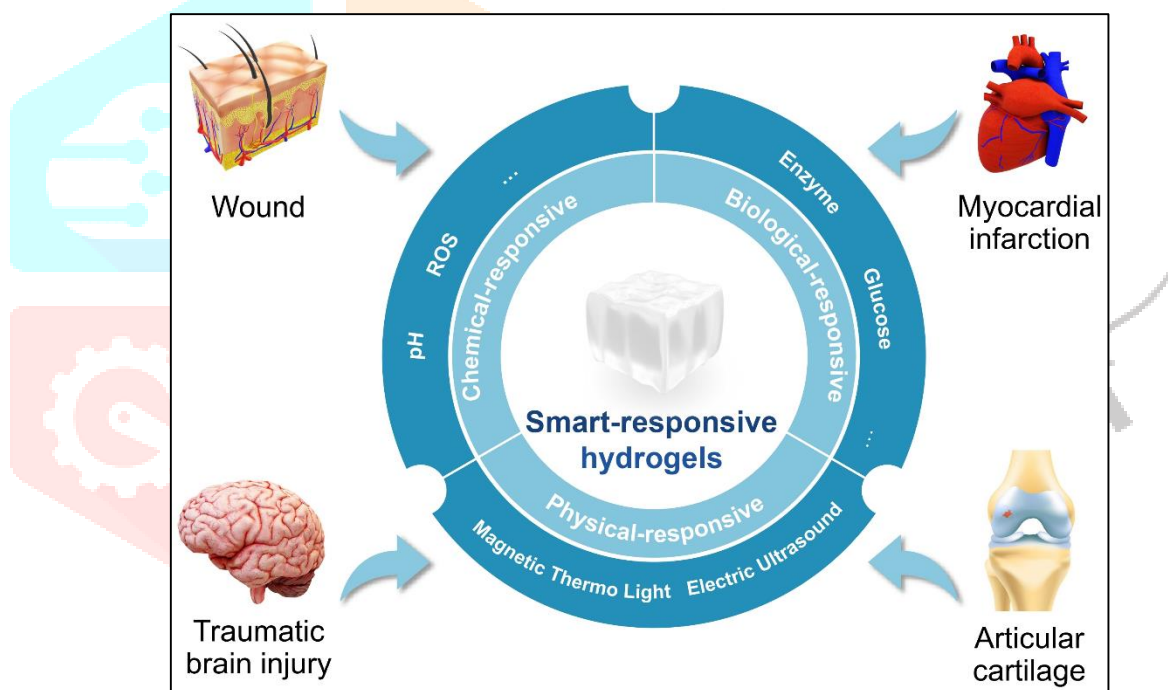 Wound
Myocardial
infarction
...
ROS
pH
Chemical-responsive
Enzyme
Glucose
...
Biological-responsive
Smart-responsive
hydrogels
Physical-responsive
Magnetic Thermo Light Electric Ultrasound
Traumatic
brain injury
Articular
cartilage